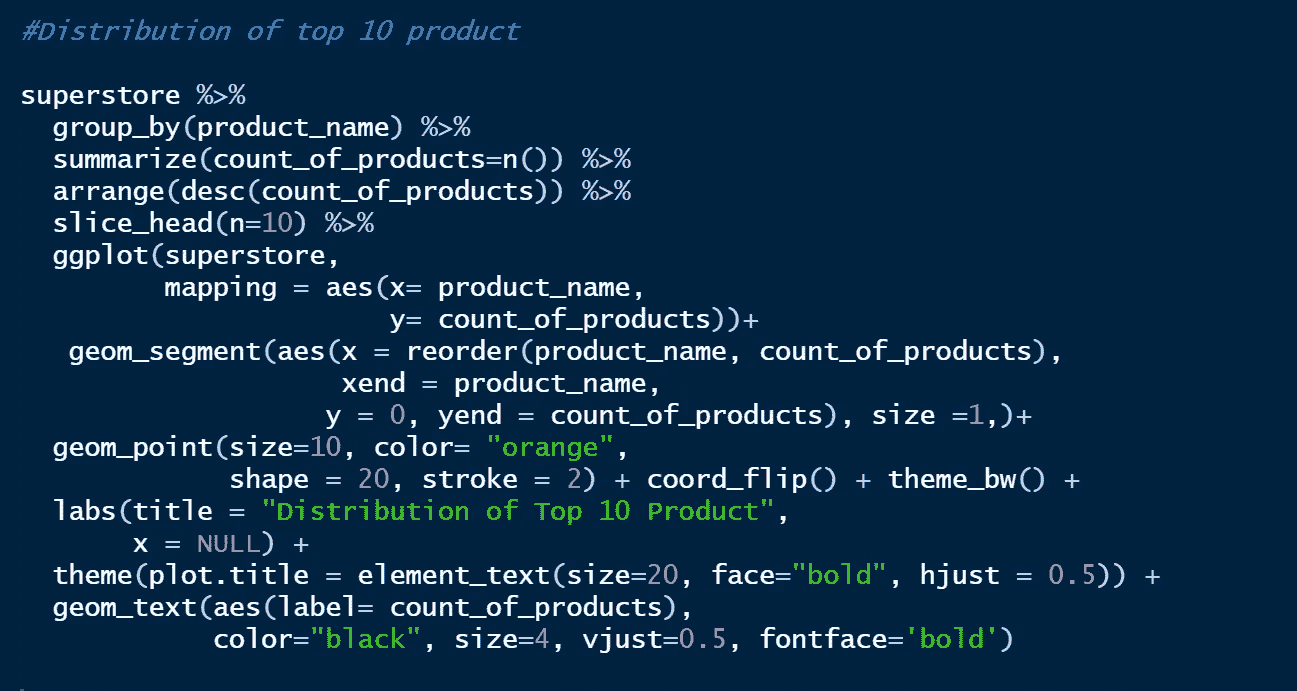 #Distribution of top 10 product
superstore %>%
group_by(product_name) %>%
summarize(count_of_products=n()) %>%
arrange(desc(count_of_products)) %>%
slice_head(n=10) %>%
ggplot(superstore,
mapping = aes(x= product_name,
y= count_of_products))+
geom_segment(aes(x = reorder(product_name, count_of_products),
xend = product_name,
y = 0, yend = count_of_products), size =1,)+
geom_point(size=10, color= "orange",
shape = 20, stroke = 2) + coord_flip() + theme_bw() +
labs(title = "Distribution of Top 10 Product",
x = NULL) +
theme(plot.title = element_text(size=20, face="bold", hjust = 0.5)) +
geom_text(aes(label= count_of_products),
color="black", size=4, vjust=0.5, fontface='bold')